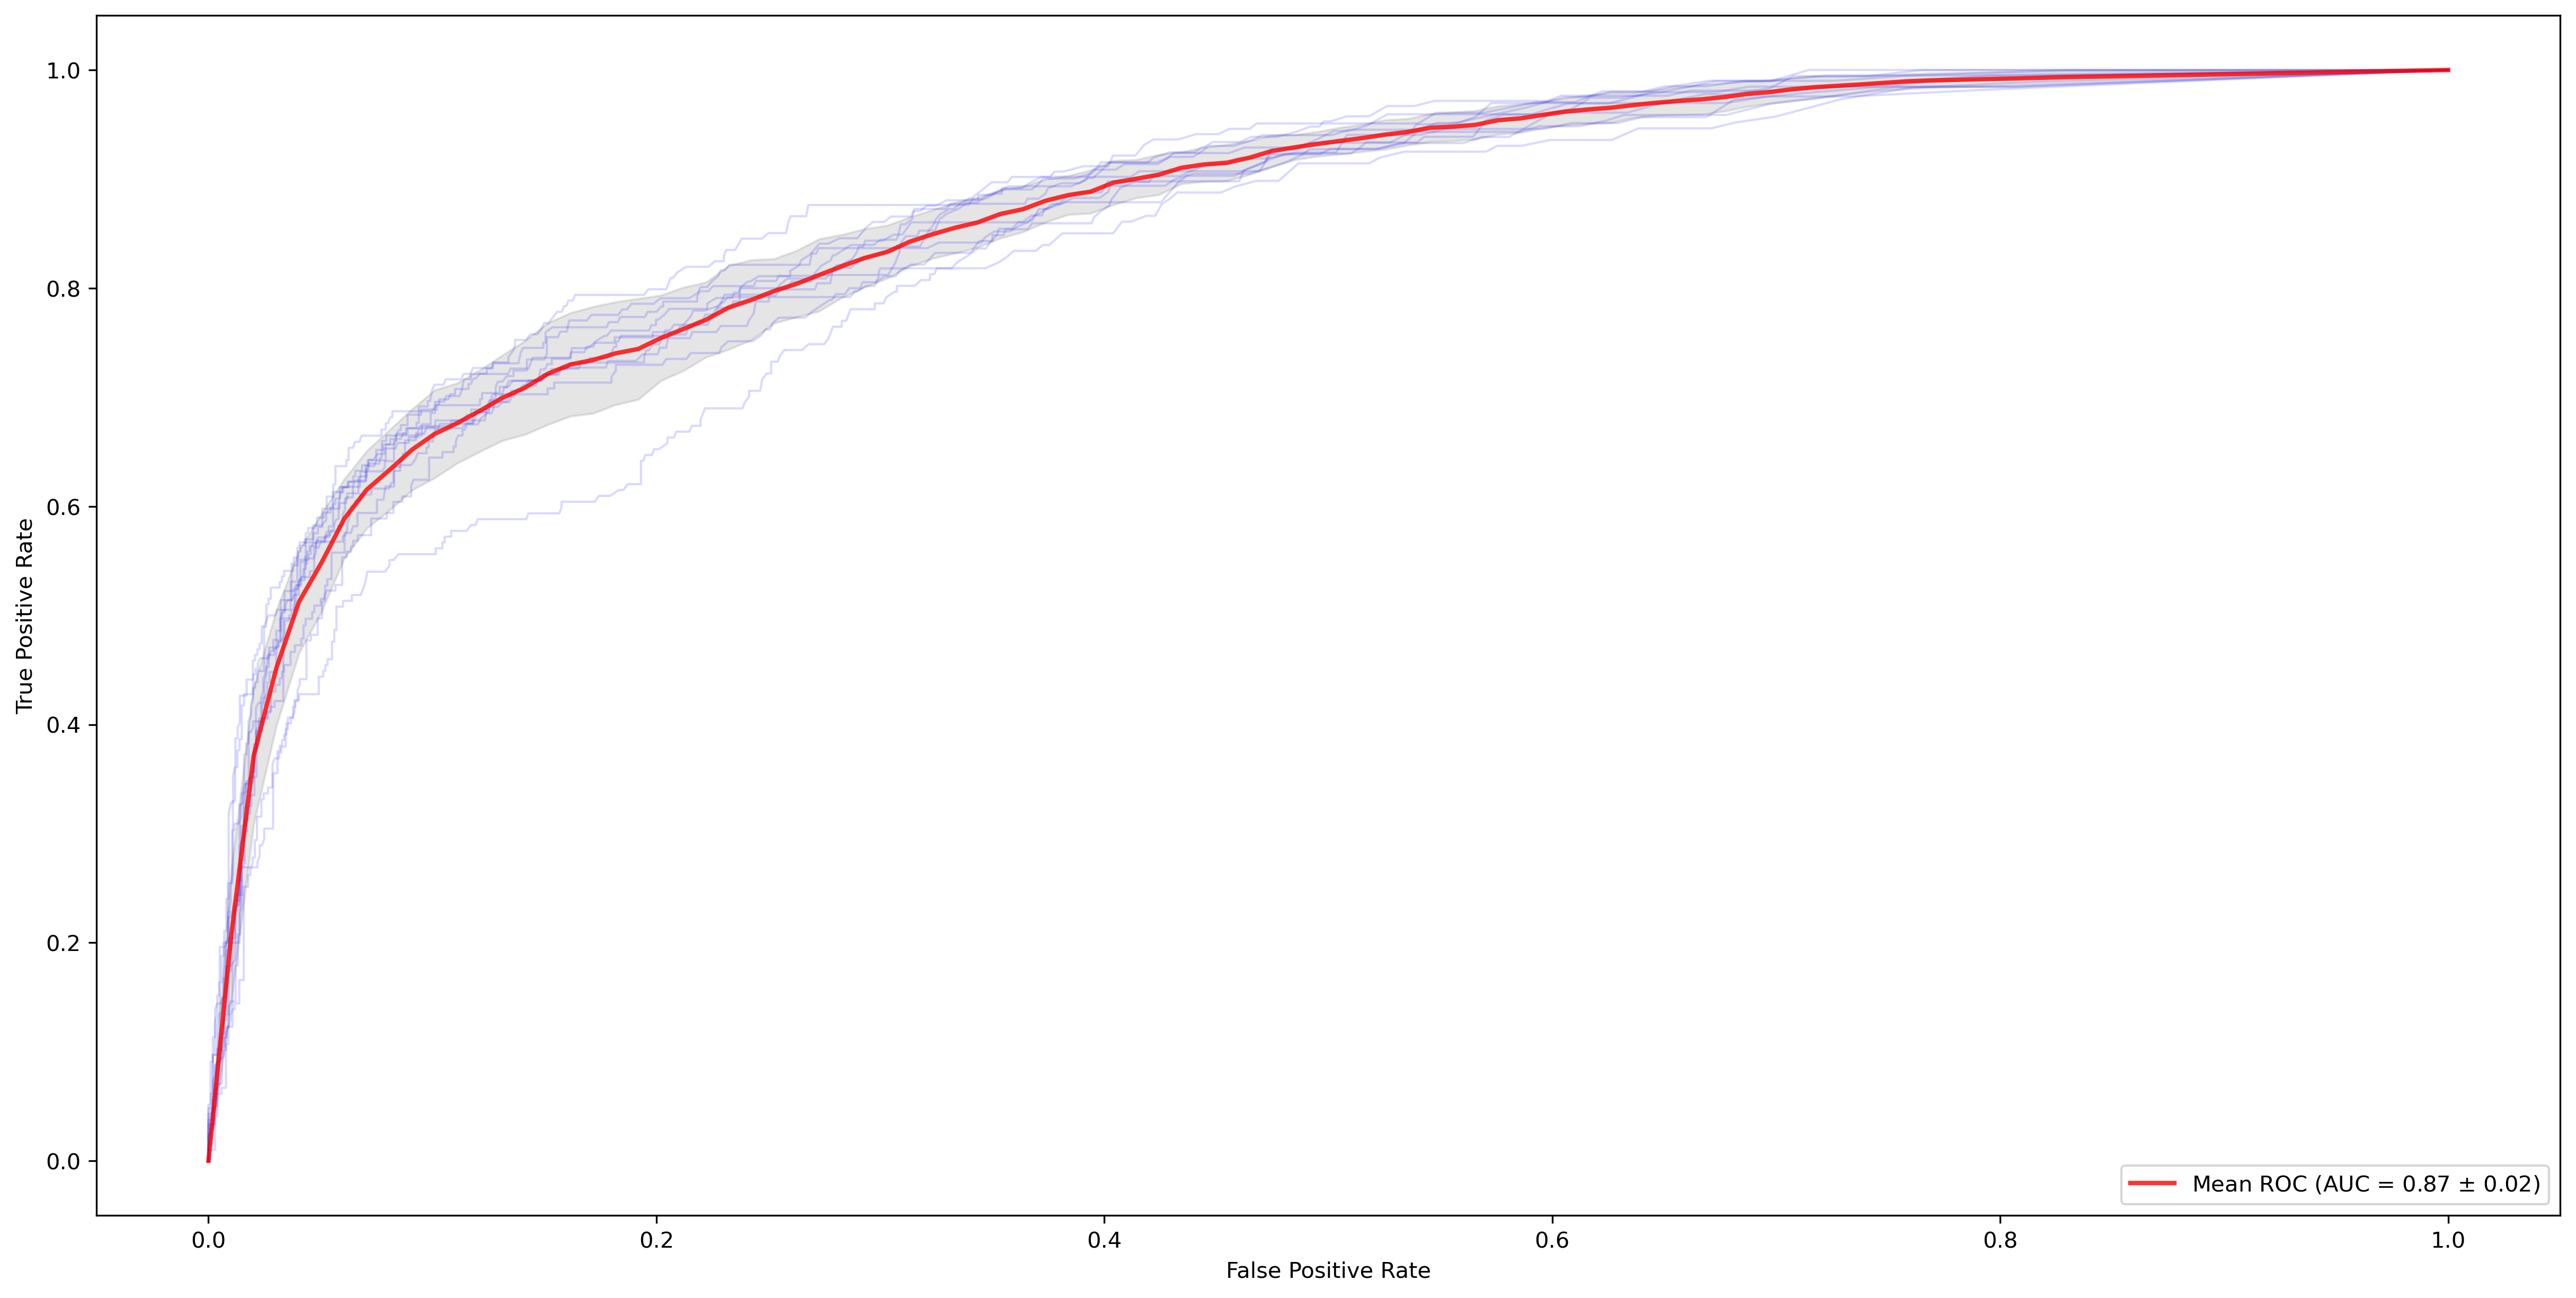 1.0
0.8
0.6
0.4
0.2
0.0
True Positive Rate
Mean ROC (AUC = 0.87 ± 0.02)
0.0 0.2 0.4 0.6 0.8 1.0
False Positive Rate